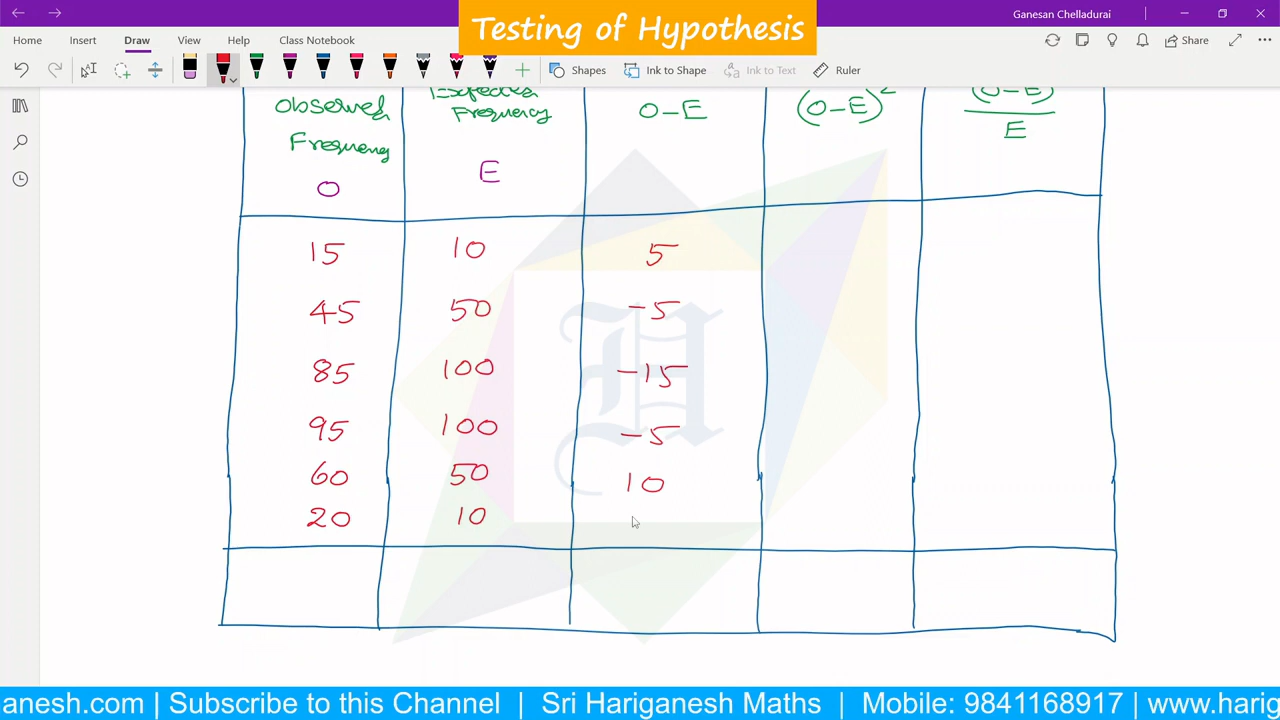 Ganesan Chelladurai
Testing of Hypothesis
Home Insert Draw View Help Class Notebook
Share
Shapes Ink to Shape Ink to Text Ruler
Observed Frequency O
Expected Frequency E
O-E
(O-E)²
(O-E)
E
15 10 5
45 50 -5
85 100 -15
95 100 -5
60 50 10
20 10
anesh.com | Subscribe to this Channel | Sri Hariganesh Maths | Mobile: 9841168917 | www.harig